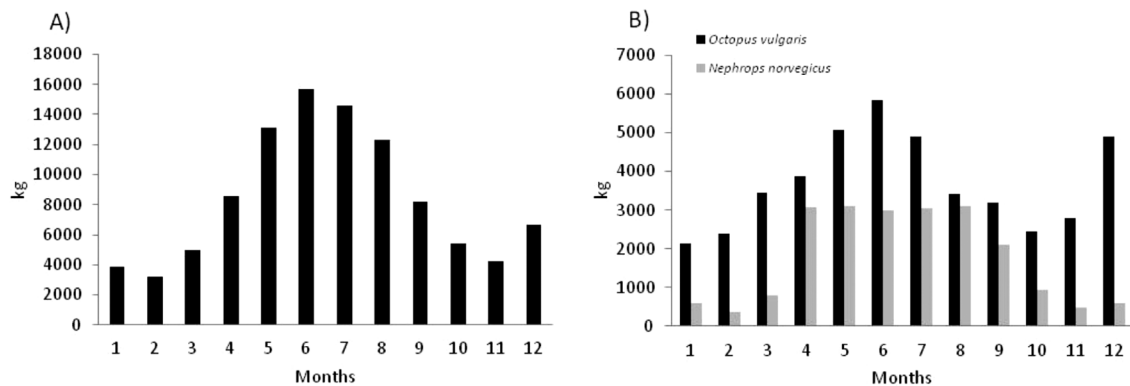 A)
18000
16000
14000
12000
10000
8000
6000
4000
2000
0
kg
1 2 3 4 5 6 7 8 9 10 11 12
Months
B)
Octopus vulgaris
Nephrops norvegicus
7000
6000
5000
4000
3000
2000
1000
0
kg
1 2 3 4 5 6 7 8 9 10 11 12
Months